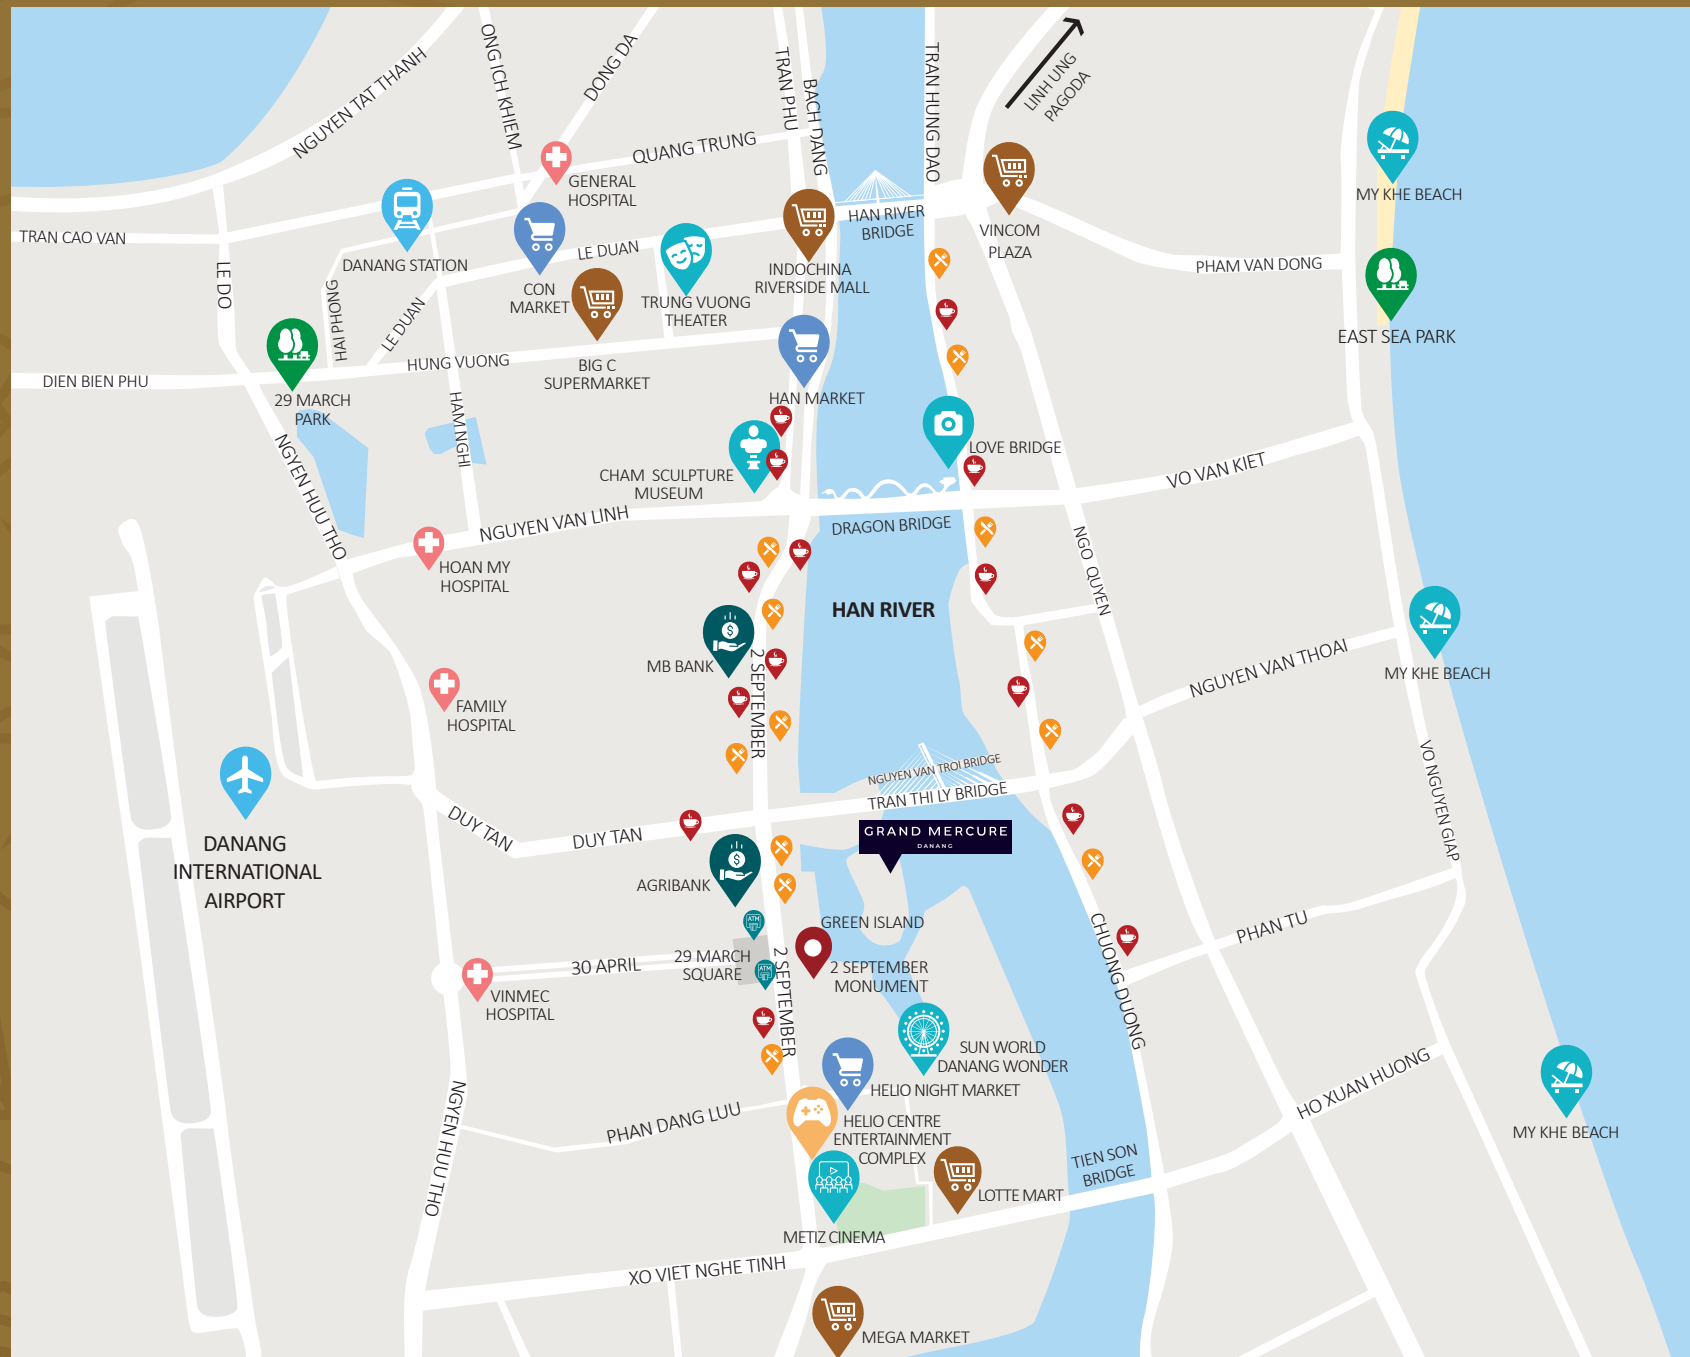 NGUYEN TAT THANH
ONG ICH KHIEM
DONG DA
TRAN PHU
BACH DANG
TRAN HUNG DAO
LINH UNG
PAGODA
QUANG TRUNG
GENERAL
HOSPITAL
MY KHE BEACH
TRAN CAO VAN
DANANG STATION
LE DUAN
HAN RIVER
BRIDGE
VINCOM
PLAZA
PHAM VAN DONG
LE DO
HAI PHONG
LE DUAN
CON
MARKET
TRUNG VUONG
THEATER
INDOCHINA
RIVERSIDE MALL
EAST SEA PARK
HUNG VUONG
BIG C
SUPERMARKET
DIEN BIEN PHU
29 MARCH
PARK
HAM NGHI
HAN MARKET
LOVE BRIDGE
CHAM SCULPTURE
MUSEUM
VO VAN KIET
NGYEN HUU THO
NGUYEN VAN LINH
DRAGON BRIDGE
NGO QUYEN
HOAN MY
HOSPITAL
HAN RIVER
MB BANK
2 SEPTEMBER
NGUYEN VAN THOAI
MY KHE BEACH
FAMILY
HOSPITAL
NGUYEN VAN TROI BRIDGE
TRAN THI LY BRIDGE
VO NGUYEN GIAP
DUY TAN
DUY TAN
GRAND MERCURE
DANANG
DANANG
INTERNATIONAL
AIRPORT
AGRIBANK
ATM
GREEN ISLAND
CHUONG DUONG
PHAN TU
29 MARCH
SQUARE
ATM
30 APRIL
2 SEPTEMBER
2 SEPTEMBER
MONUMENT
VINMEC
HOSPITAL
SUN WORLD
DANANG WONDER
HELIO NIGHT MARKET
HO XUAN HUONG
NGYEN HUU THO
PHAN DANG LUU
HELIO CENTRE
ENTERTAINMENT
COMPLEX
MY KHE BEACH
TIEN SON
BRIDGE
LOTTE MART
METIZ CINEMA
XO VIET NGHE TINH
MEGA MARKET